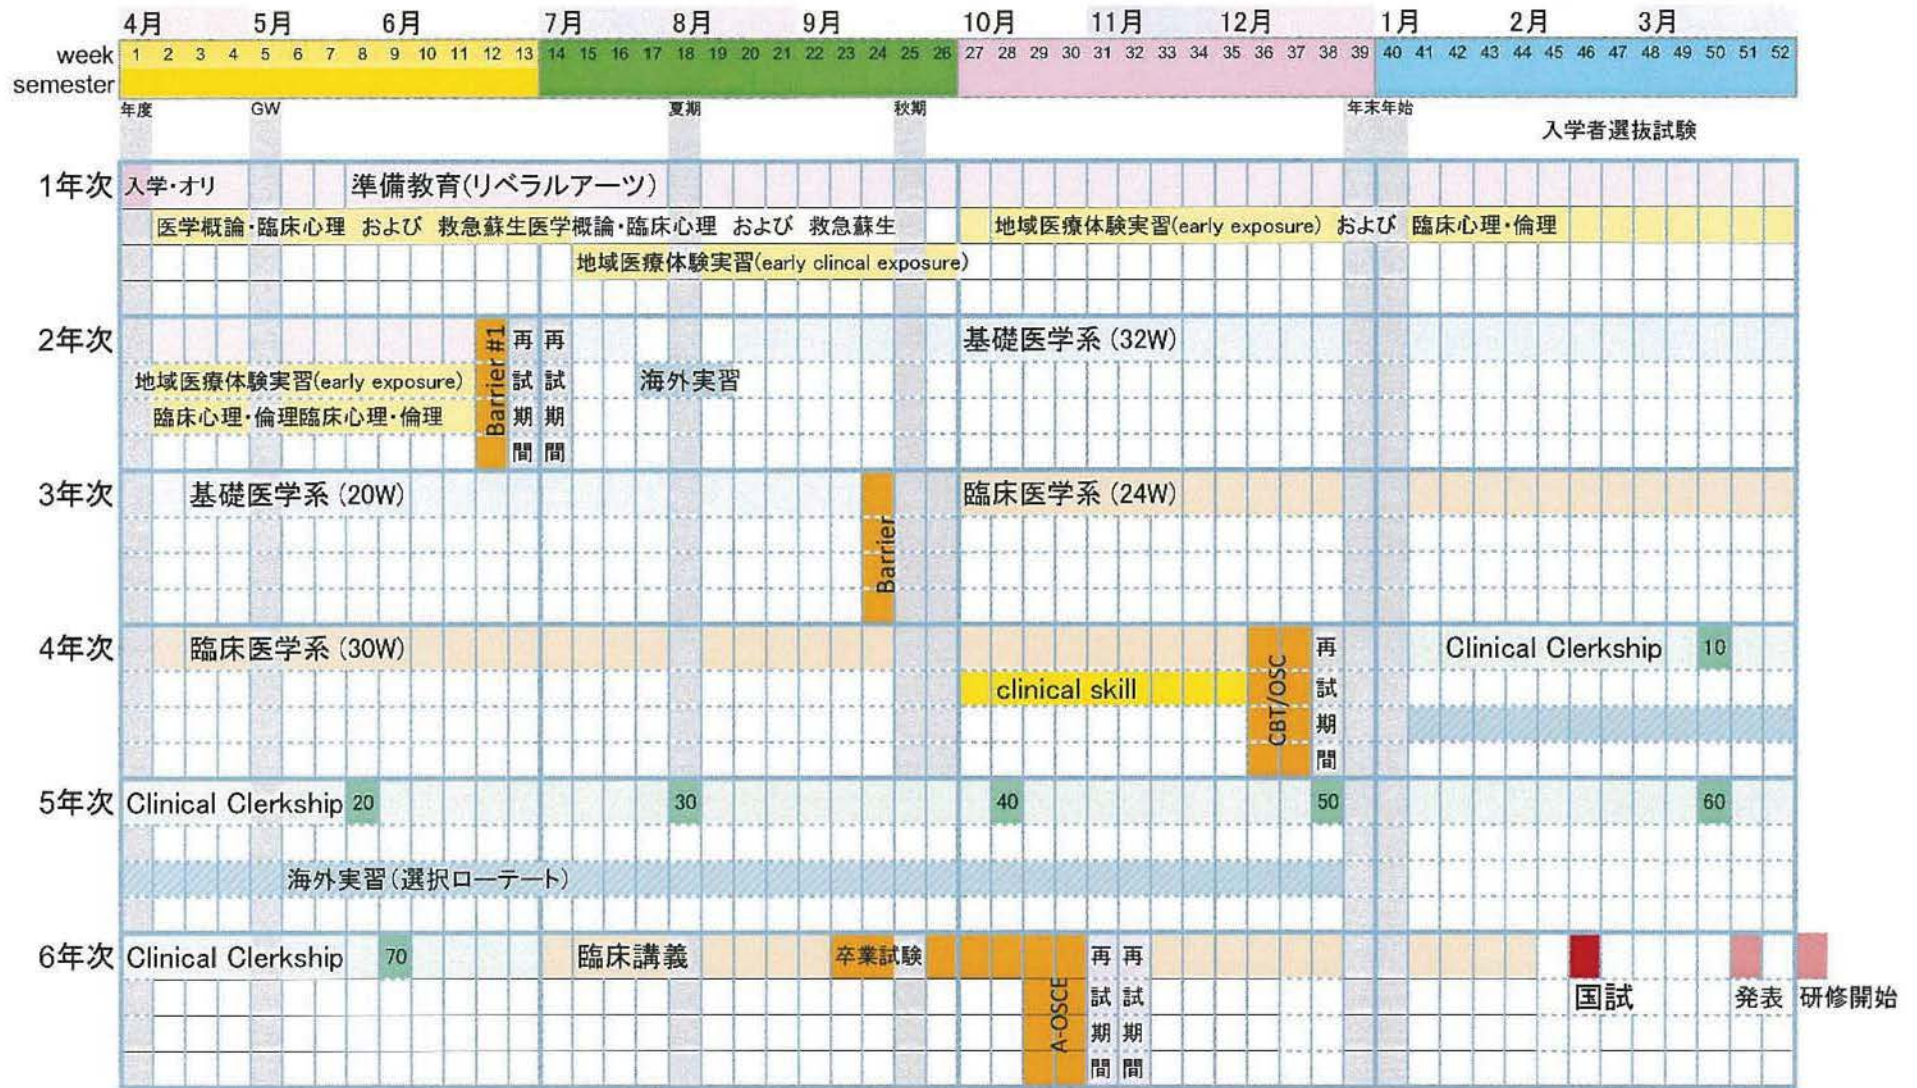 4月 5月 6月 7月 8月 9月 10月 11月 12月 1月 2月 3月
week 1 2 3 4 5 6 7 8 9 10 11 12 13 14 15 16 17 18 19 20 21 22 23 24 25 26 27 28 29 30 31 32 33 34 35 36 37 38 39 40 41 42 43 44 45 46 47 48 49 50 51 52
semester
年度 GW 夏期 秋期 年末年始
入学者選抜試験
1年次 入学・オリ 準備教育(リベラルアーツ)
医学概論・臨床心理 および 救急蘇生医学概論・臨床心理 および 救急蘇生 地域医療体験実習(early exposure) および 臨床心理・倫理
地域医療体験実習(early clincal exposure)
2年次 Barrier #1 再試期間 再試期間 基礎医学系 (32W)
地域医療体験実習(early exposure) 海外実習
臨床心理・倫理臨床心理・倫理
3年次 基礎医学系 (20W) Barrier 臨床医学系 (24W)
4年次 臨床医学系 (30W) CBT/OSC 再試期間 Clinical Clerkship 10
clinical skill
5年次 Clinical Clerkship 20 30 40 50 60
海外実習(選択ローテート)
6年次 Clinical Clerkship 70 臨床講義 卒業試験 再試期間 再試期間
A-OSCE 国試 発表 研修開始